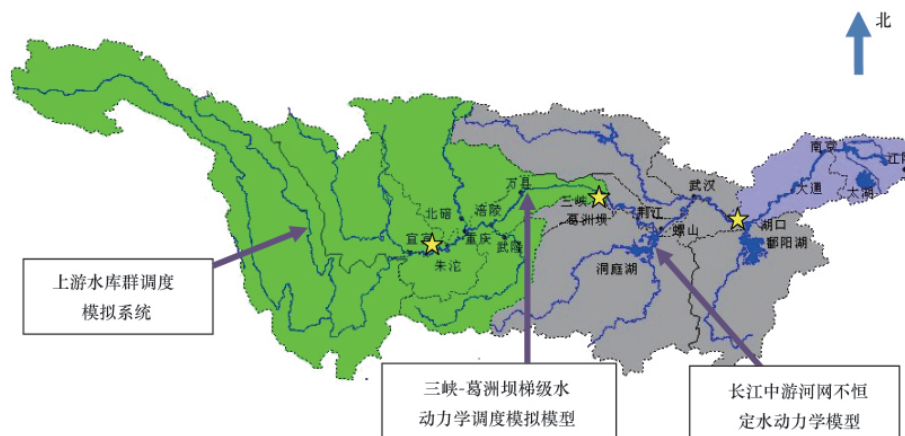 北
南京
江阴
大通
太湖
武汉
湖口
鄱阳湖
万县
三峡
荆江
葛洲坝
螺山
洞庭湖
北碚
涪陵
重庆
武隆
宜宾
朱沱
上游水库群调度
模拟系统
三峡-葛洲坝梯级水
动力学调度模拟模型
长江中游河网不恒
定水动力学模型